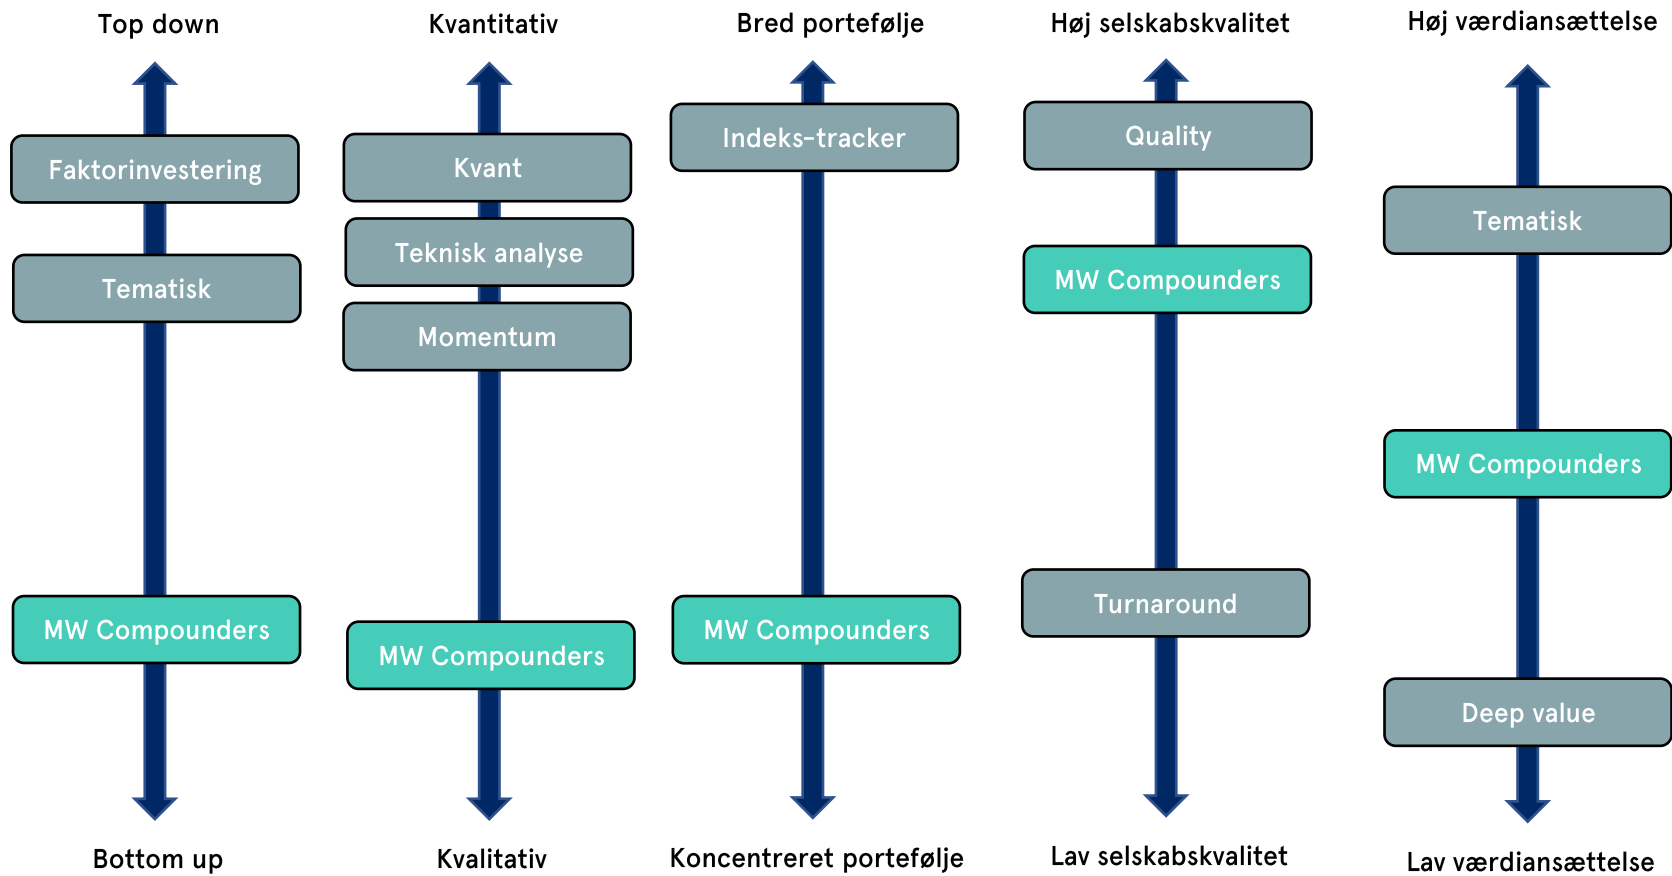 Top down
Faktorinvestering
Tematisk
MW Compounders
Bottom up
Kvantitativ
Kvant
Teknisk analyse
Momentum
MW Compounders
Kvalitativ
Bred portefølje
Indeks-tracker
MW Compounders
Koncentreret portefølje
Høj selskabskvalitet
Quality
MW Compounders
Turnaround
Lav selskabskvalitet
Høj værdiansættelse
Tematisk
MW Compounders
Deep value
Lav værdiansættelse